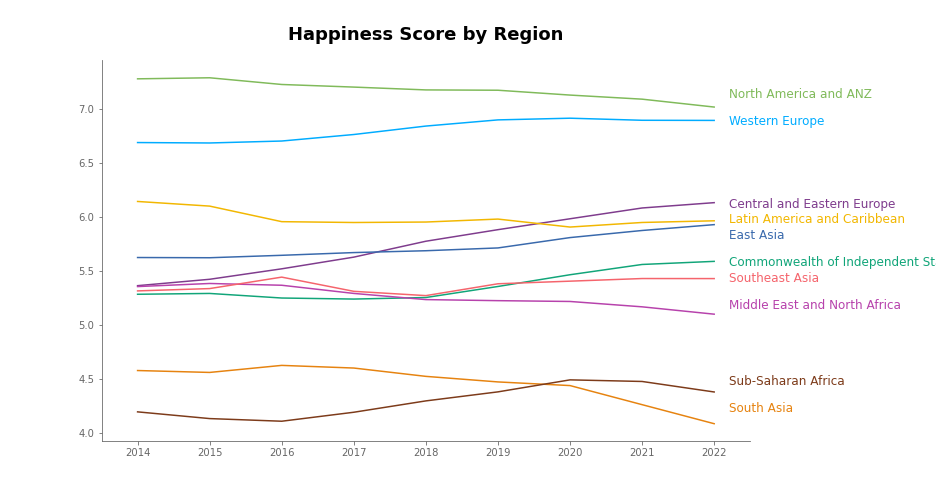 Happiness Score by Region
7.0
6.5
6.0
5.5
5.0
4.5
4.0
2014 2015 2016 2017 2018 2019 2020 2021 2022
North America and ANZ
Western Europe
Central and Eastern Europe
Latin America and Caribbean
East Asia
Commonwealth of Independent St
Southeast Asia
Middle East and North Africa
Sub-Saharan Africa
South Asia